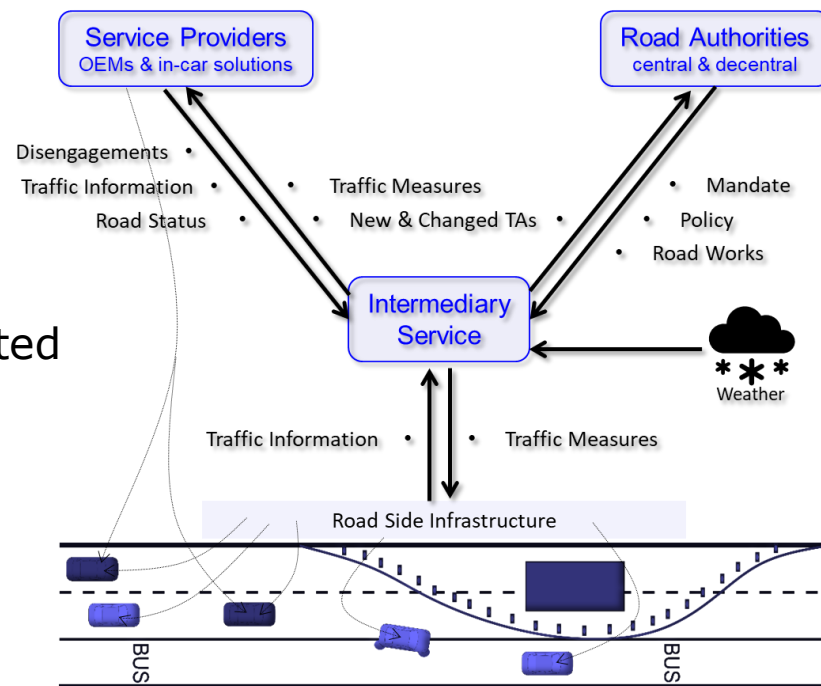 Service Providers
OEMs & in-car solutions
Road Authorities
central & decentral
Disengagements •
Traffic Information •
Road Status •
• Traffic Measures
• New & Changed TAs •
• Mandate
• Policy
• Road Works
Intermediary
Service
ted
Weather
Traffic Information •
• Traffic Measures
Road Side Infrastructure
BUS
BUS